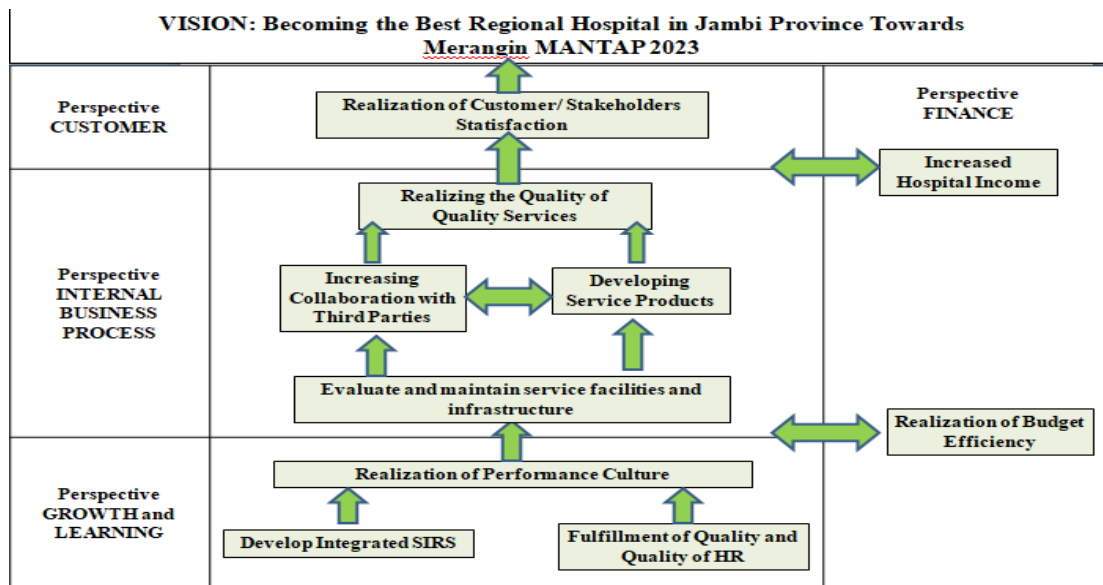 VISION: Becoming the Best Regional Hospital in Jambi Province Towards
Merangin MANTAP 2023
Perspective
CUSTOMER
Realization of Customer/ Stakeholders
Statisfaction
Perspective
FINANCE
Increased
Hospital Income
Perspective
INTERNAL
BUSINESS
PROCESS
Realizing the Quality of
Quality Services
Increasing
Collaboration with
Third Parties
Developing
Service Products
Evaluate and maintain service facilities and
infrastructure
Realization of Budget
Efficiency
Perspective
GROWTH and
LEARNING
Realization of Performance Culture
Develop Integrated SIRS
Fulfillment of Quality and
Quality of HR